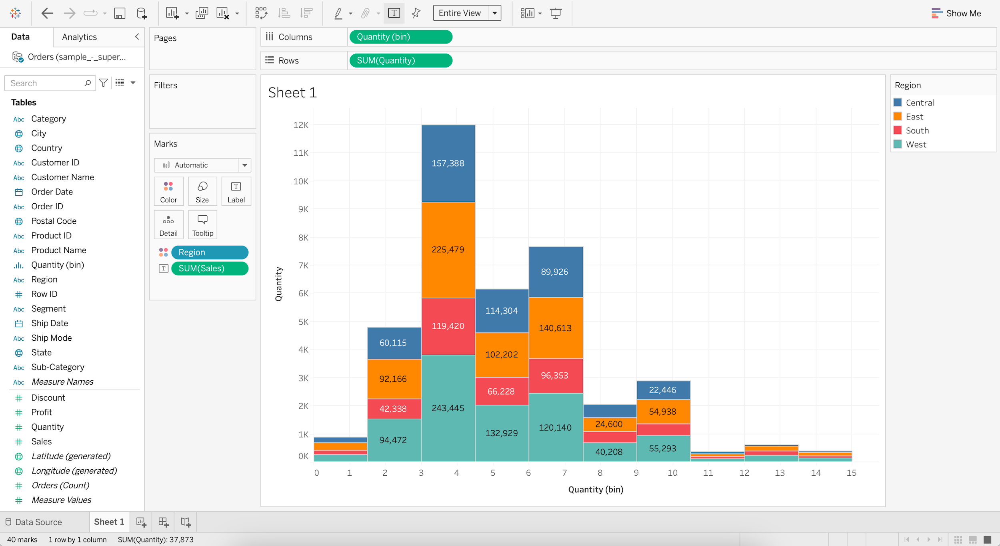 Entire View
Show Me
Data
Analytics
Orders (sample_-_super...
Search
Tables
Abc Category
City
Country
Abc Customer ID
Abc Customer Name
Order Date
Abc Order ID
Postal Code
Abc Product ID
Abc Product Name
Quantity (bin)
Abc Region
Row ID
Abc Segment
Ship Date
Abc Ship Mode
State
Abc Sub-Category
Abc Measure Names
Discount
Profit
Quantity
Sales
Latitude (generated)
Longitude (generated)
Orders (Count)
Measure Values
Pages
Filters
Marks
Automatic
Color Size Label
Detail Tooltip
Region
SUM(Sales)
Columns Quantity (bin)
Rows SUM(Quantity)
Sheet 1
Quantity
12K
11K
10K
9K
8K
7K
6K
5K
4K
3K
2K
1K
0K
60,115
92,166
42,338
94,472
157,388
225,479
119,420
243,445
114,304
102,202
66,228
132,929
89,926
140,613
96,353
120,140
24,600
40,208
22,446
54,938
55,293
0 1 2 3 4 5 6 7 8 9 10 11 12 13 14 15
Quantity (bin)
Region
Central
East
South
West
Data Source
Sheet 1
40 marks 1 row by 1 column SUM(Quantity): 37,873